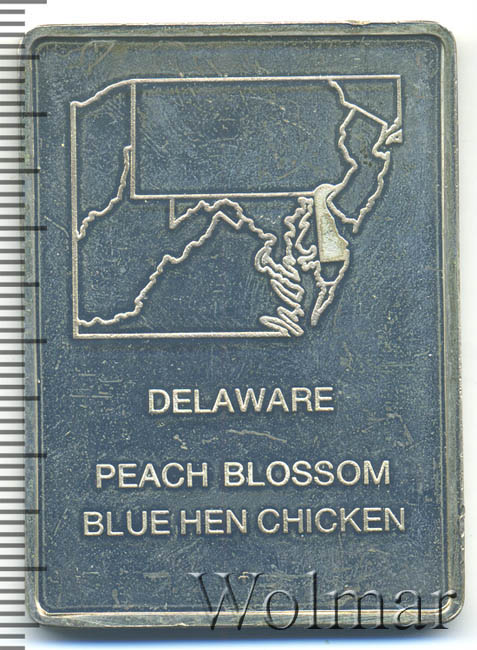 DELAWARE
PEACH BLOSSOM
BLUE HEN CHICKEN
Wolmar